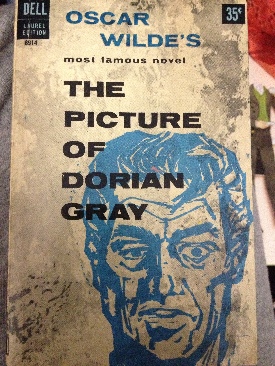 DELL
LAUREL
EDITION
8914
OSCAR
WILDE'S
35¢
most famous novel
THE
PICTURE
OF
DORIAN
GRAY